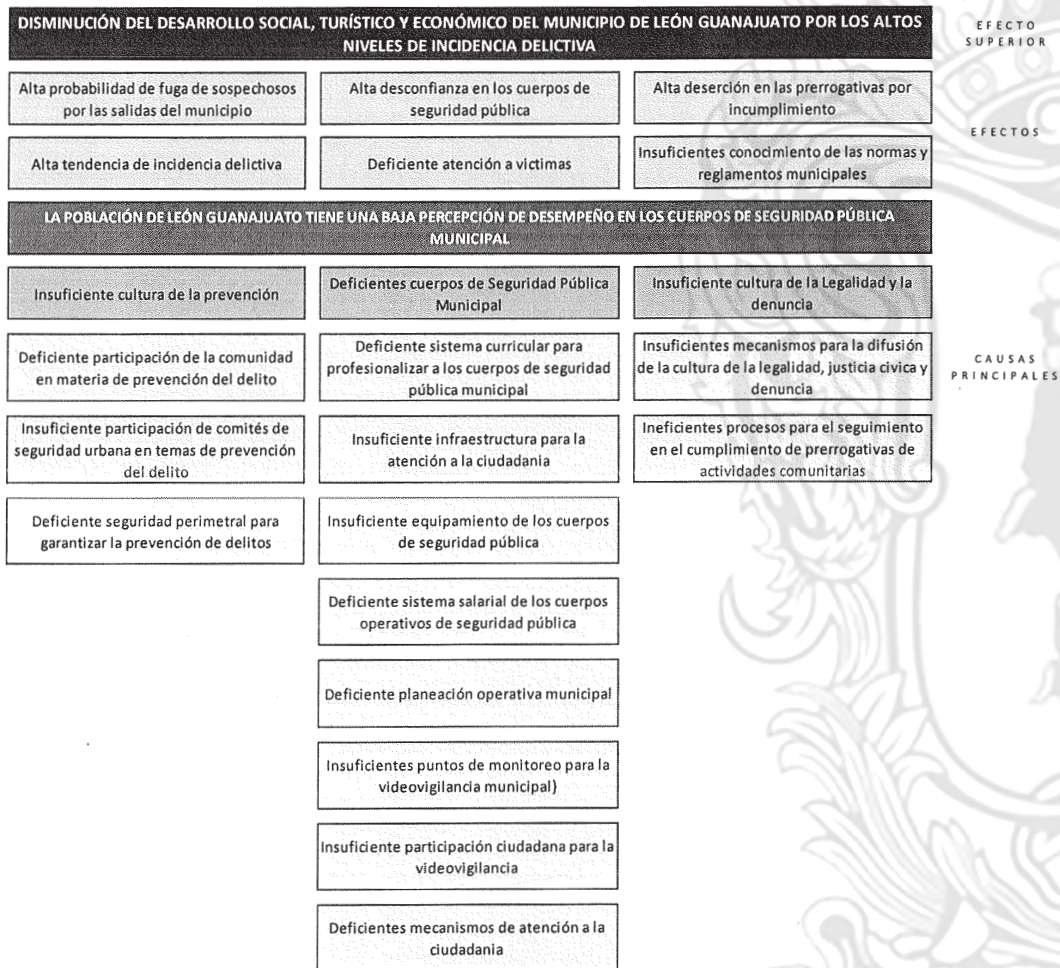 DISMINUCIÓN DEL DESARROLLO SOCIAL, TURÍSTICO Y ECONÓMICO DEL MUNICIPIO DE LEÓN GUANAJUATO POR LOS ALTOS
NIVELES DE INCIDENCIA DELICTIVA
EFECTO
SUPERIOR
Alta probabilidad de fuga de sospechosos
por las salidas del municipio
Alta desconfianza en los cuerpos de
seguridad pública
Alta deserción en las prerrogativas por
incumplimiento
EFECTOS
Alta tendencia de incidencia delictiva
Deficiente atención a victimas
Insuficientes conocimiento de las normas y
reglamentos municipales
LA POBLACIÓN DE LEÓN GUANAJUATO TIENE UNA BAJA PERCEPCIÓN DE DESEMPEÑO EN LOS CUERPOS DE SEGURIDAD PÚBLICA
MUNICIPAL
Insuficiente cultura de la prevención
Deficientes cuerpos de Seguridad Pública
Municipal
Insuficiente cultura de la Legalidad y la
denuncia
CAUSAS
PRINCIPALES
Deficiente participación de la comunidad
en materia de prevención del delito
Deficiente sistema curricular para
profesionalizar a los cuerpos de seguridad
pública municipal
Insuficientes mecanismos para la difusión
de la cultura de la legalidad, justicia civica y
denuncia
Insuficiente participación de comités de
seguridad urbana en temas de prevención
del delito
Insuficiente infraestructura para la
atención a la ciudadanía
Ineficientes procesos para el seguimiento
en el cumplimiento de prerrogativas de
actividades comunitarias
Deficiente seguridad perimetral para
garantizar la prevención de delitos
Insuficiente equipamiento de los cuerpos
de seguridad pública
Deficiente sistema salarial de los cuerpos
operativos de seguridad pública
Deficiente planeación operativa municipal
Insuficientes puntos de monitoreo para la
videovigilancia municipal}
Insuficiente participación ciudadana para la
videovigilancia
Deficientes mecanismos de atención a la
ciudadania